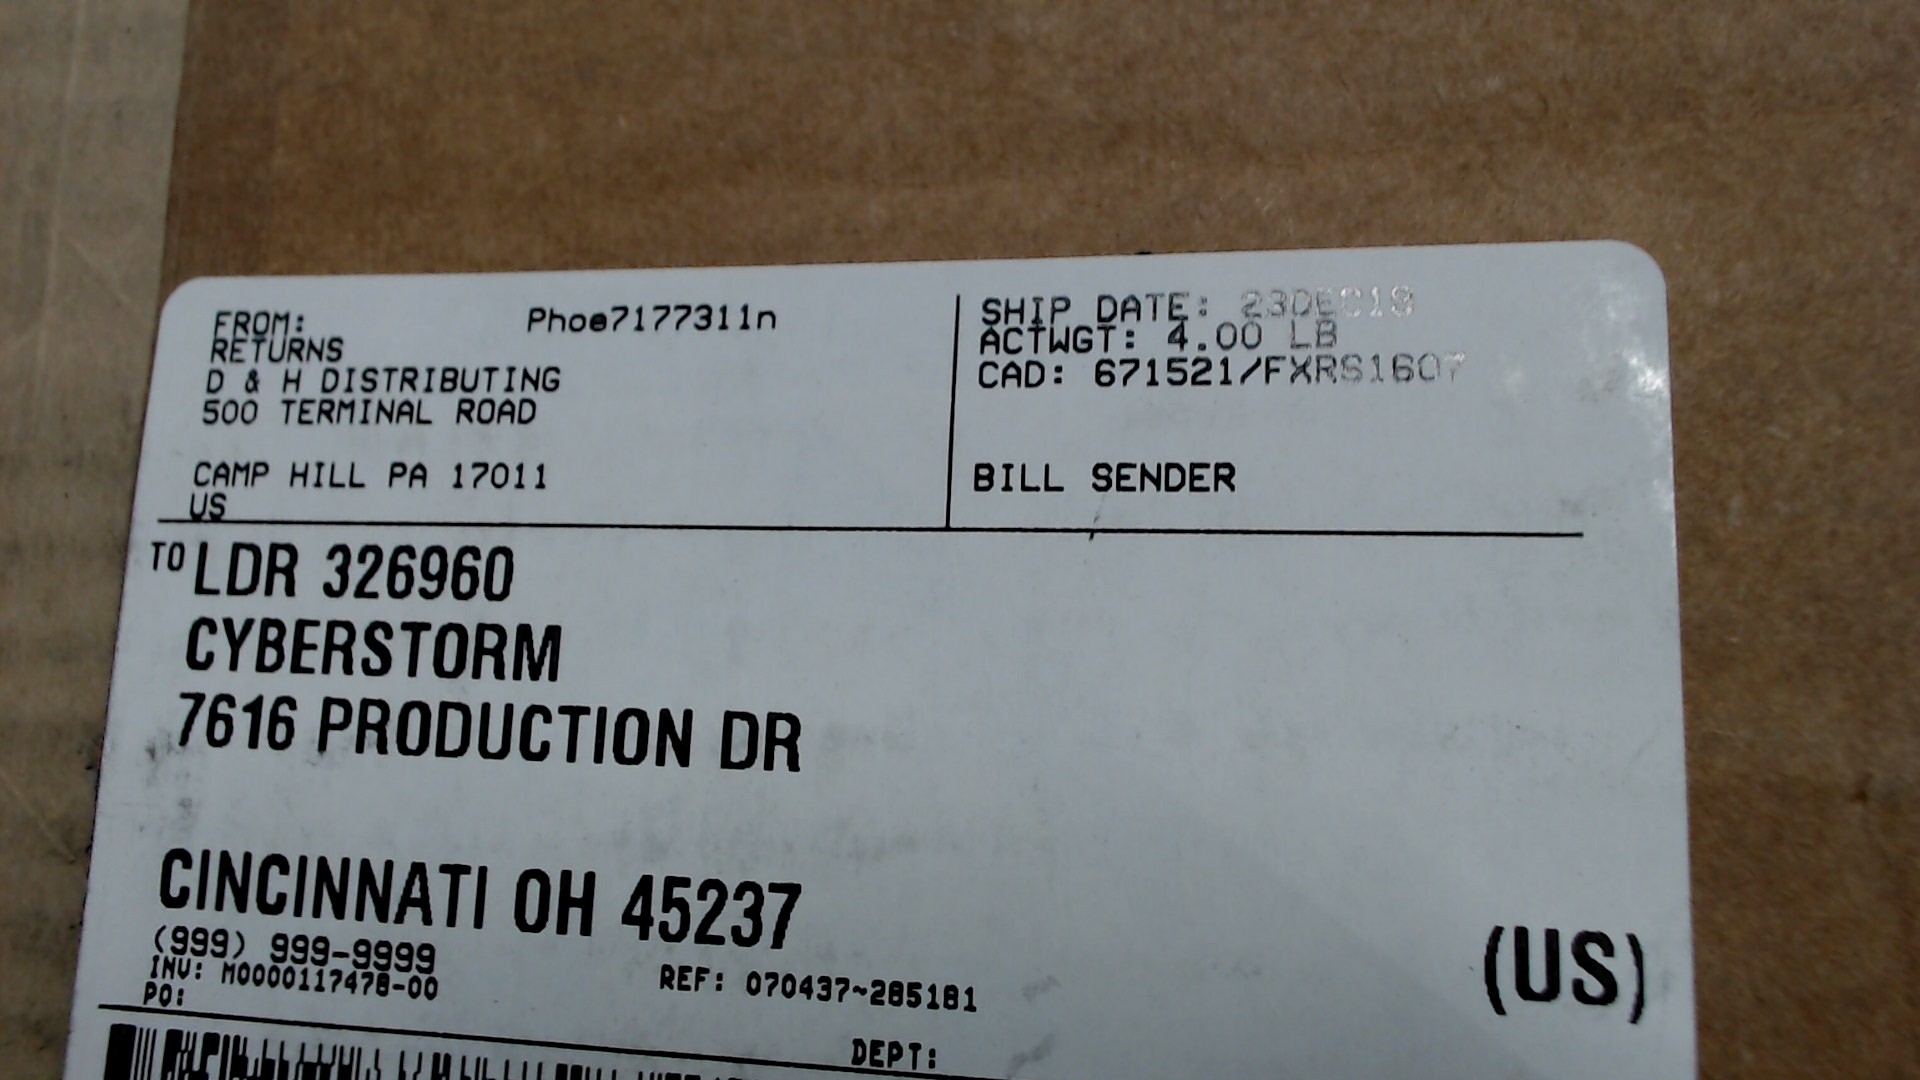 FROM: Phoe7177311n
RETURNS
D & H DISTRIBUTING
500 TERMINAL ROAD
CAMP HILL PA 17011
US
SHIP DATE: 23DEC18
ACTWGT: 4.00 LB
CAD: 671521/FXRS1607
BILL SENDER
TO LDR 326960
CYBERSTORM
7616 PRODUCTION DR
CINCINNATI OH 45237
(US)
(999) 999-9999
INV: M0000117478-00
REF: 070437~285181
PO:
DEPT: